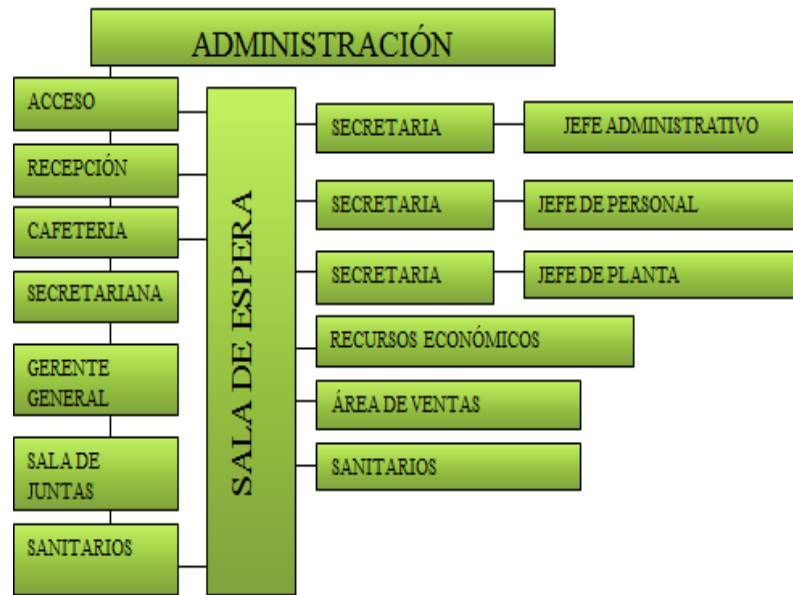 ADMINISTRACIÓN
ACCESO
RECEPCIÓN
CAFETERIA
SECRETARIANA
GERENTE
GENERAL
SALA DE
JUNTAS
SANITARIOS
SALA DE ESPERA
SECRETARIA
JEFE ADMINISTRATIVO
SECRETARIA
JEFE DE PERSONAL
SECRETARIA
JEFE DE PLANTA
RECURSOS ECONÓMICOS
ÁREA DE VENTAS
SANITARIOS